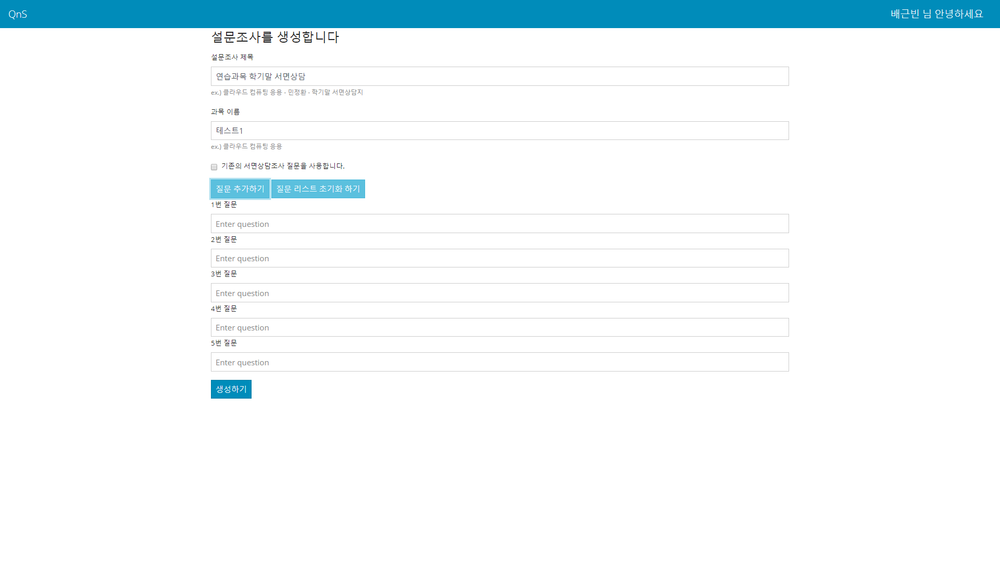 QnS
배근빈 님 안녕하세요
설문조사를 생성합니다
설문조사 제목
연습과목 학기말 서면상담
ex.) 클라우드 컴퓨팅 응용 - 민정환 - 학기말 서면상담지
과목 이름
테스트1
ex.) 클라우드 컴퓨팅 응용
기존의 서면상담조사 질문을 사용합니다.
질문 추가하기 질문 리스트 초기화 하기
1번 질문
Enter question
2번 질문
Enter question
3번 질문
Enter question
4번 질문
Enter question
5번 질문
Enter question
생성하기